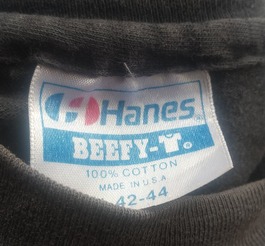 Hanes
BEEFY-T®
100% COTTON
MADE IN U.S.A
42-44